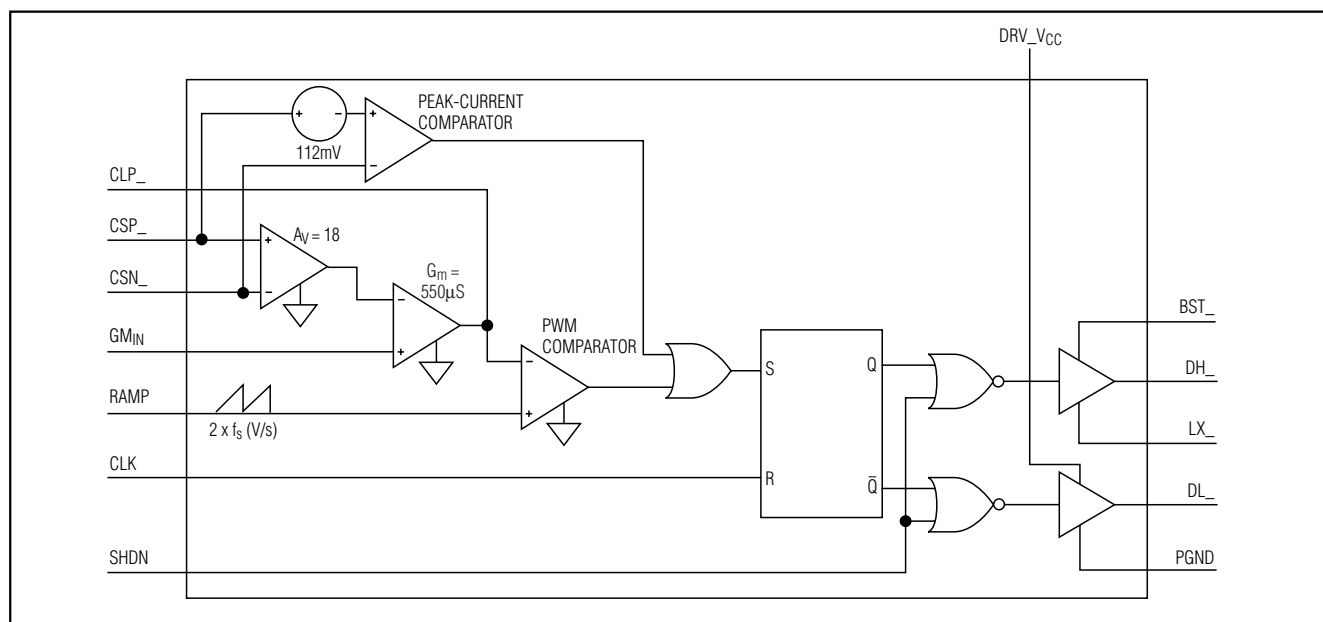 DRV_VCC
PEAK-CURRENT
COMPARATOR
+ -
+
-
112mV
CLP_
CSP_
CSN_
GMIN
RAMP
CLK
SHDN
AV = 18
+
-
Gm =
550µS
-
+
PWM
COMPARATOR
-
+
2 x fs (V/s)
S
R
Q
Q̅
BST_
DH_
LX_
DL_
PGND